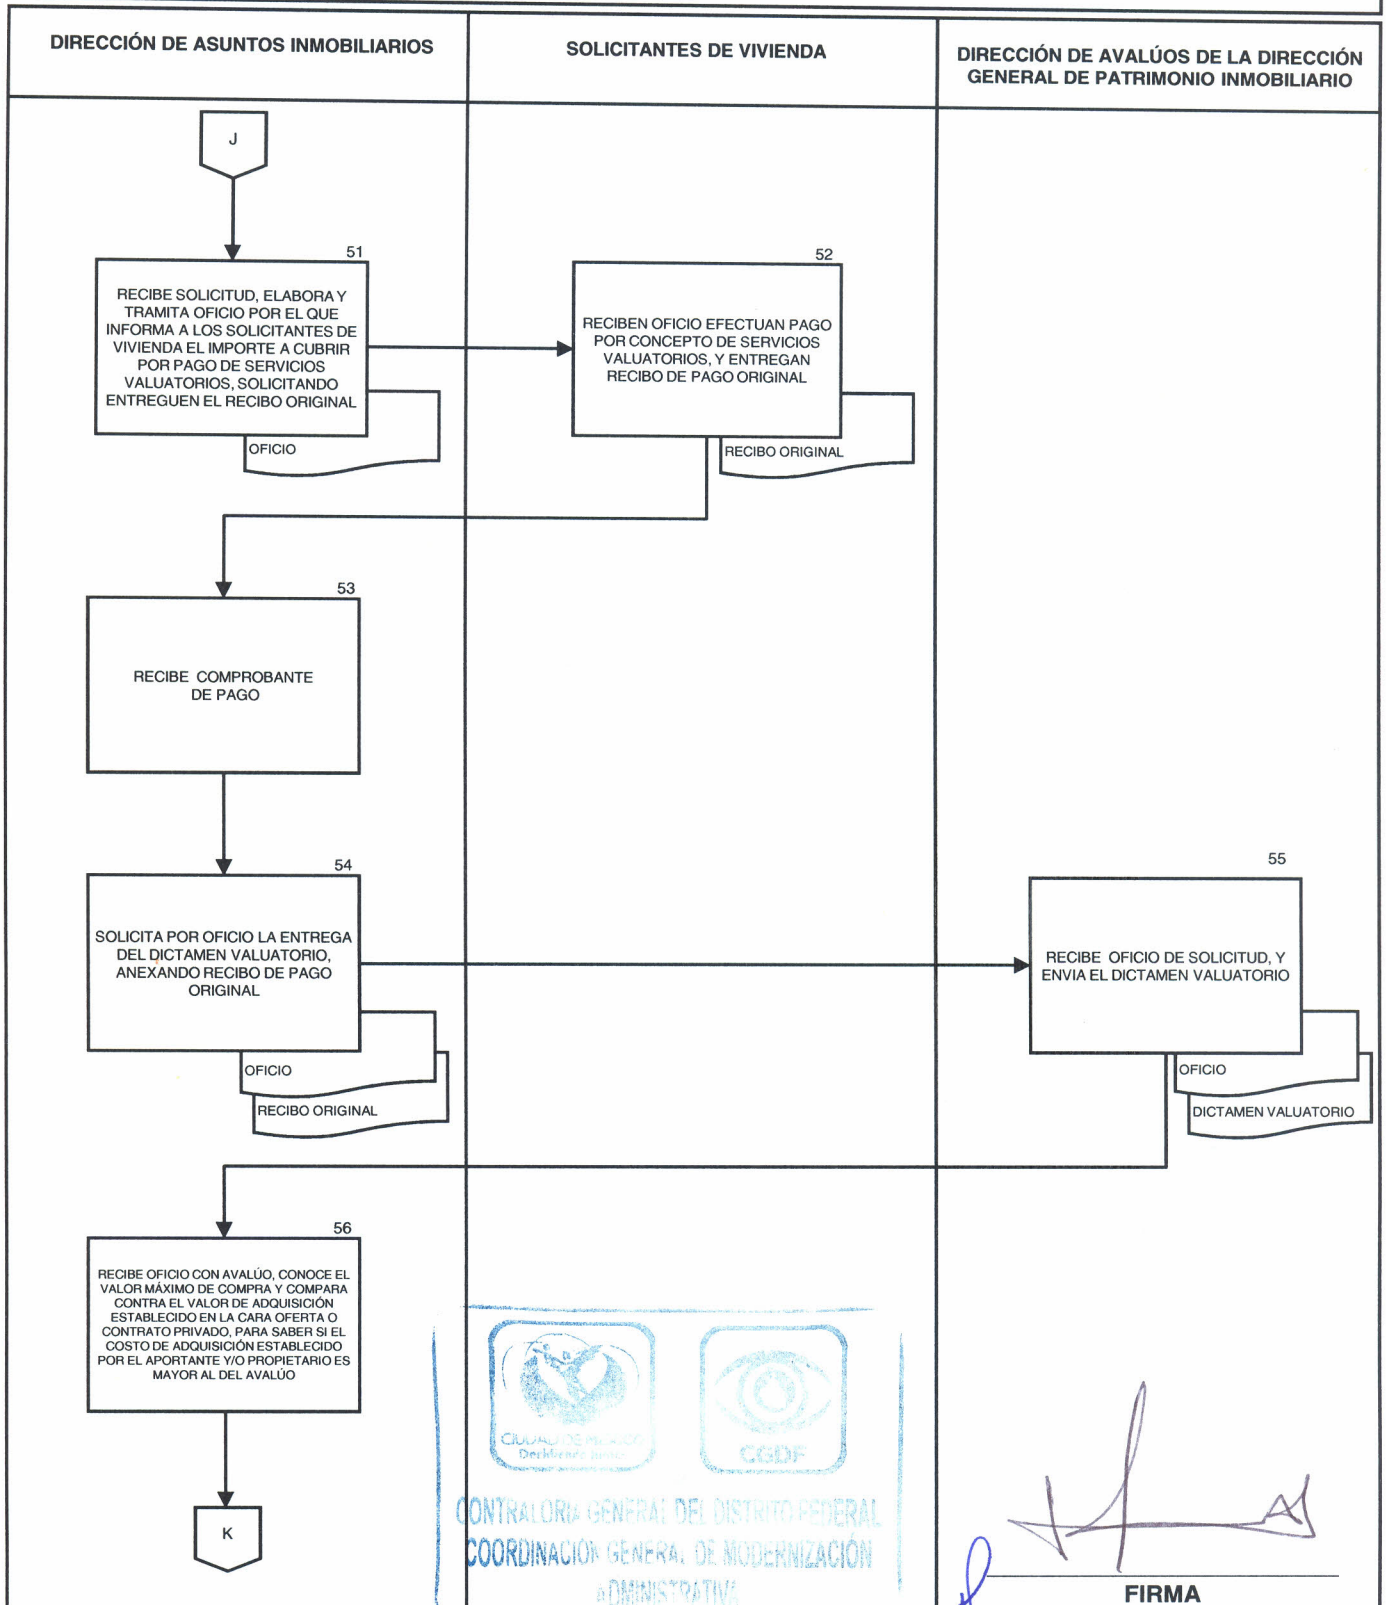 DIRECCIÓN DE ASUNTOS INMOBILIARIOS
SOLICITANTES DE VIVIENDA
DIRECCIÓN DE AVALÚOS DE LA DIRECCIÓN
GENERAL DE PATRIMONIO INMOBILIARIO
J
51
RECIBE SOLICITUD, ELABORA Y
TRAMITA OFICIO POR EL QUE
INFORMA A LOS SOLICITANTES DE
VIVIENDA EL IMPORTE A CUBRIR
POR PAGO DE SERVICIOS
VALUATORIOS, SOLICITANDO
ENTREGUEN EL RECIBO ORIGINAL
OFICIO
52
RECIBEN OFICIO EFECTUAN PAGO
POR CONCEPTO DE SERVICIOS
VALUATORIOS, Y ENTREGAN
RECIBO DE PAGO ORIGINAL
RECIBO ORIGINAL
53
RECIBE COMPROBANTE
DE PAGO
54
SOLICITA POR OFICIO LA ENTREGA
DEL DICTAMEN VALUATORIO,
ANEXANDO RECIBO DE PAGO
ORIGINAL
OFICIO
RECIBO ORIGINAL
55
RECIBE OFICIO DE SOLICITUD, Y
ENVIA EL DICTAMEN VALUATORIO
OFICIO
DICTAMEN VALUATORIO
56
RECIBE OFICIO CON AVALÚO, CONOCE EL
VALOR MÁXIMO DE COMPRA Y COMPARA
CONTRA EL VALOR DE ADQUISICIÓN
ESTABLECIDO EN LA CARA OFERTA O
CONTRATO PRIVADO, PARA SABER SI EL
COSTO DE ADQUISICIÓN ESTABLECIDO
POR EL APORTANTE Y/O PROPIETARIO ES
MAYOR AL DEL AVALÚO
K
CIUDAD DE MÉXICO
CGDF
CONTRALORIA GENERAL DEL DISTRITO FEDERAL
COORDINACIÓN GENERAL DE MODERNIZACIÓN
ADMINISTRATIVA
FIRMA